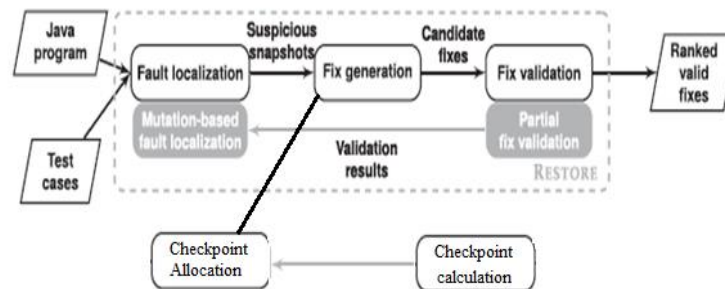 Java
program
Test
cases
Fault localization
Mutation-based
fault localization
Suspicious
snapshots
Fix generation
Candidate
fixes
Fix validation
Partial
fix validation
Validation
results
RESTORE
Ranked
valid
fixes
Checkpoint
Allocation
Checkpoint
calculation